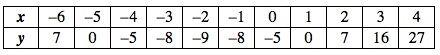 x −6 −5 −4 −3 −2 −1 0 1 2 3 4
y 7 0 −5 −8 −9 −8 −5 0 7 16 27